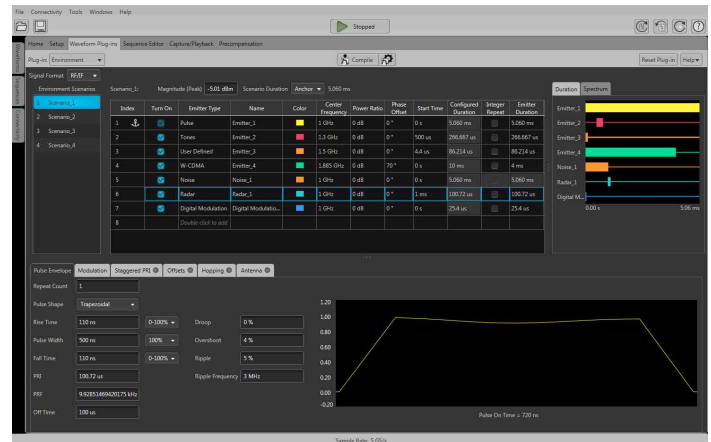 File Connectivity Tools Windows Help
Stopped
Home Setup Waveform Plug-ins Sequence Editor Capture/Playback Precompensation
Plug-in: Environment Compile Reset Plug-in Help
Signal Format RF/IF
Waveforms
Sequences
Connectivity
Environment Scenarios
1 Scenario_1
2 Scenario_2
3 Scenario_3
4 Scenario_4
Scenario_1: Magnitude (Peak) -5.01 dBm Scenario Duration: Anchor 5.060 ms
Index Turn On Emitter Type Name Color Center Frequency Power Ratio Phase Offset Start Time Configured Duration Integer Repeat Emitter Duration
1 Pulse Emitter_1 1 GHz 0 dB 0° 0 s 5.060 ms 5.060 ms
2 Tones Emitter_2 1.3 GHz 0 dB 0° 500 us 266.667 us 266.667 us
3 User Defined Emitter_3 1.5 GHz 0 dB 0° 4.4 us 86.214 us 86.214 us
4 W-CDMA Emitter_4 1.885 GHz 0 dB 70° 0 s 10 ms 4 ms
5 Noise Noise_1 1 GHz 0 dB 0° 0 s 5.060 ms 5.060 ms
6 Radar Radar_1 1 GHz 0 dB 0° 1 ms 100.72 us 100.72 us
7 Digital Modulation Digital Modulatio... 1 GHz 0 dB 0° 0 s 25.4 us 25.4 us
8 Double click to add
Duration Spectrum
Emitter_1
Emitter_2
Emitter_3
Emitter_4
Noise_1
Radar_1
Digital M...
0.00 s 5.06 ms
Pulse Envelope Modulation Staggered PRI Offsets Hopping Antenna
Repeat Count 1
Pulse Shape Trapezoidal
Rise Time 110 ns 0-100% Droop 0 %
Pulse Width 500 ns 100% Overshoot 4 %
Fall Time 110 ns 0-100% Ripple 5 %
PRI 100.72 us Ripple Frequency 3 MHz
PRF 9.92851469420175 kHz
Off Time 100 us
1.20
1.00
0.80
0.60
0.40
0.20
0.00
-0.20
Pulse On Time = 720 ns
Sample Rate: 5 GS/s